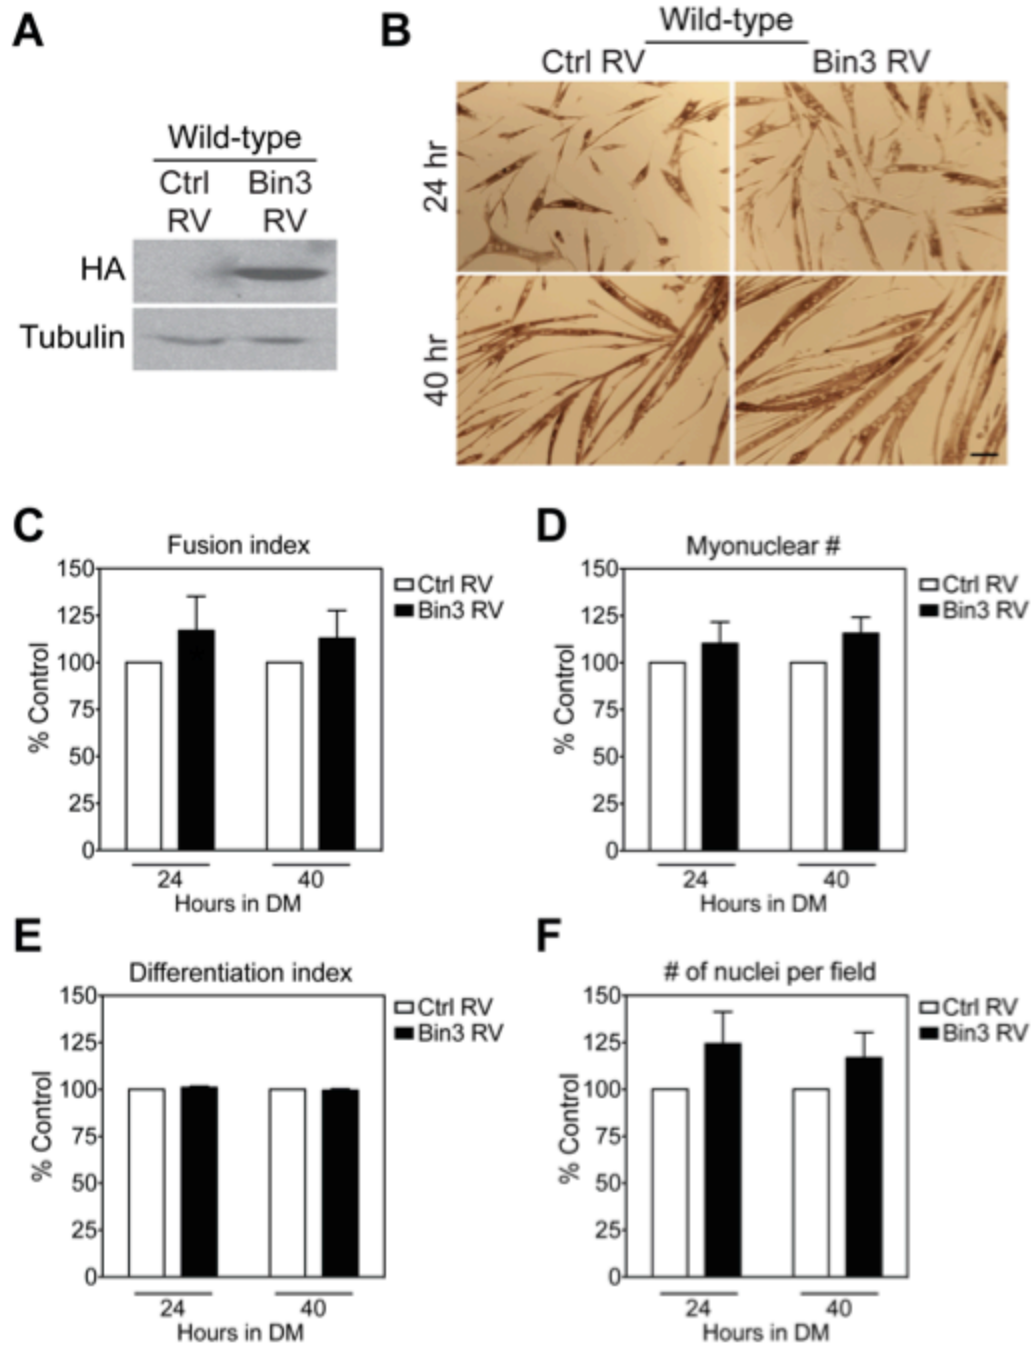 A
Wild-type
Ctrl RV
Bin3 RV
HA
Tubulin
B
Wild-type
Ctrl RV
Bin3 RV
24 hr
40 hr
C
Fusion index
150
125
100
75
50
25
0
% Control
24
40
Hours in DM
Ctrl RV
Bin3 RV
D
Myonuclear #
150
125
100
75
50
25
0
% Control
24
40
Hours in DM
Ctrl RV
Bin3 RV
E
Differentiation index
150
125
100
75
50
25
0
% Control
24
40
Hours in DM
Ctrl RV
Bin3 RV
F
# of nuclei per field
150
125
100
75
50
25
0
% Control
24
40
Hours in DM
Ctrl RV
Bin3 RV